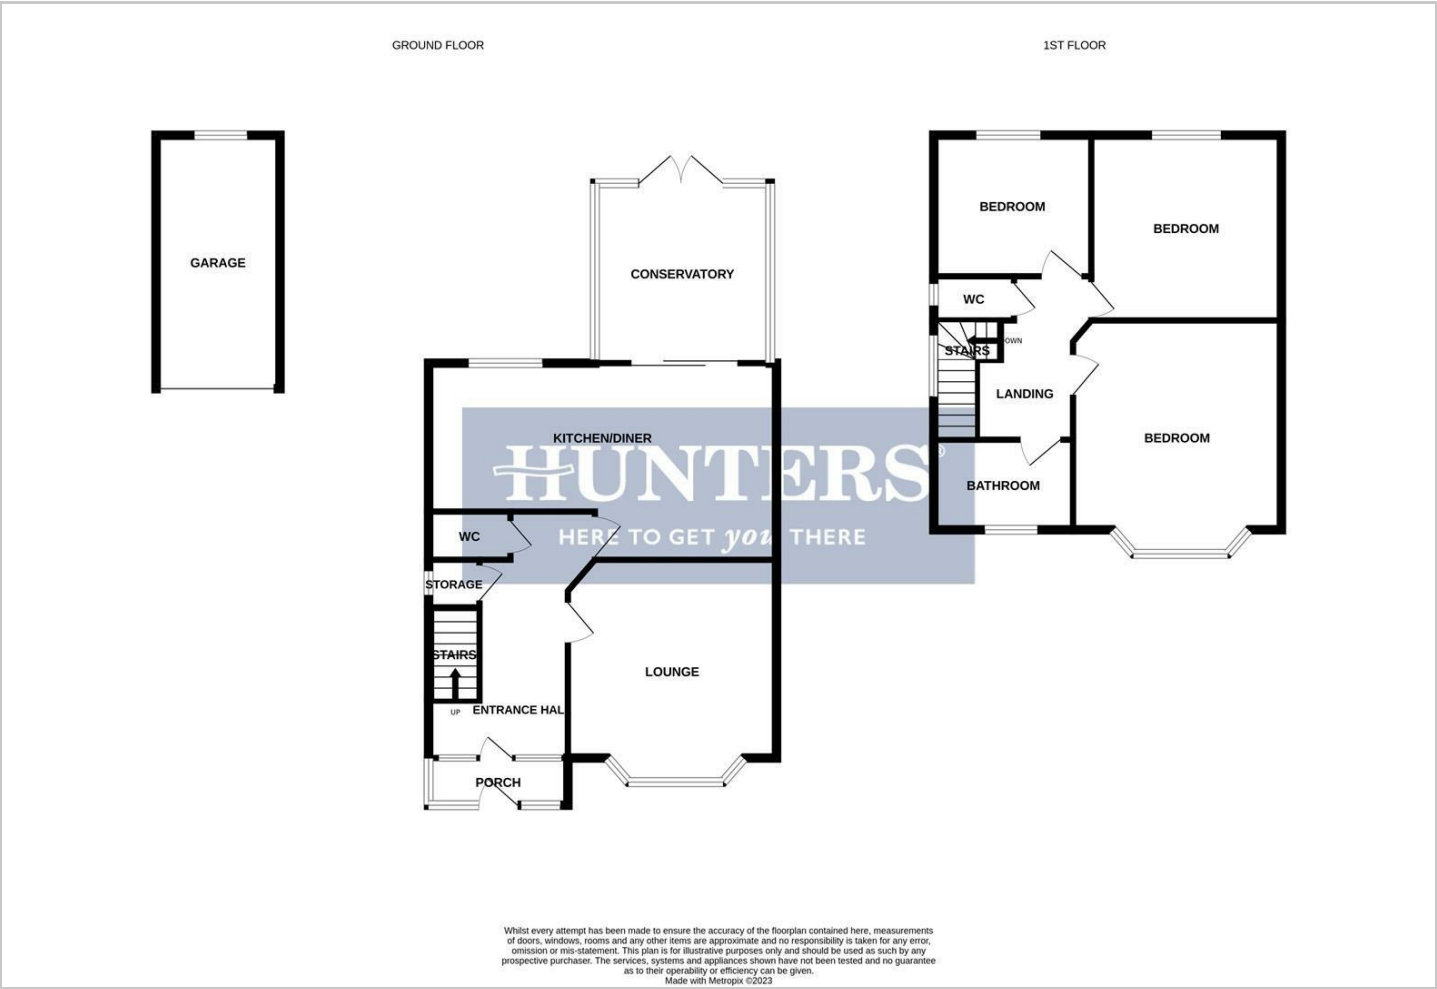 GROUND FLOOR
1ST FLOOR
GARAGE
CONSERVATORY
KITCHEN/DINER
HUNTERS®
HERE TO GET you THERE
WC
STORAGE
STAIRS
UP
ENTRANCE HAL
LOUNGE
PORCH
BEDROOM
BEDROOM
WC
STAIRS
OWN
LANDING
BEDROOM
BATHROOM
Whilst every attempt has been made to ensure the accuracy of the floorplan contained here, measurements
of doors, windows, rooms and any other items are approximate and no responsibility is taken for any error,
omission or mis-statement. This plan is for illustrative purposes only and should be used as such by any
prospective purchaser. The services, systems and appliances shown have not been tested and no guarantee
as to their operability or efficiency can be given.
Made with Metropix ©2023